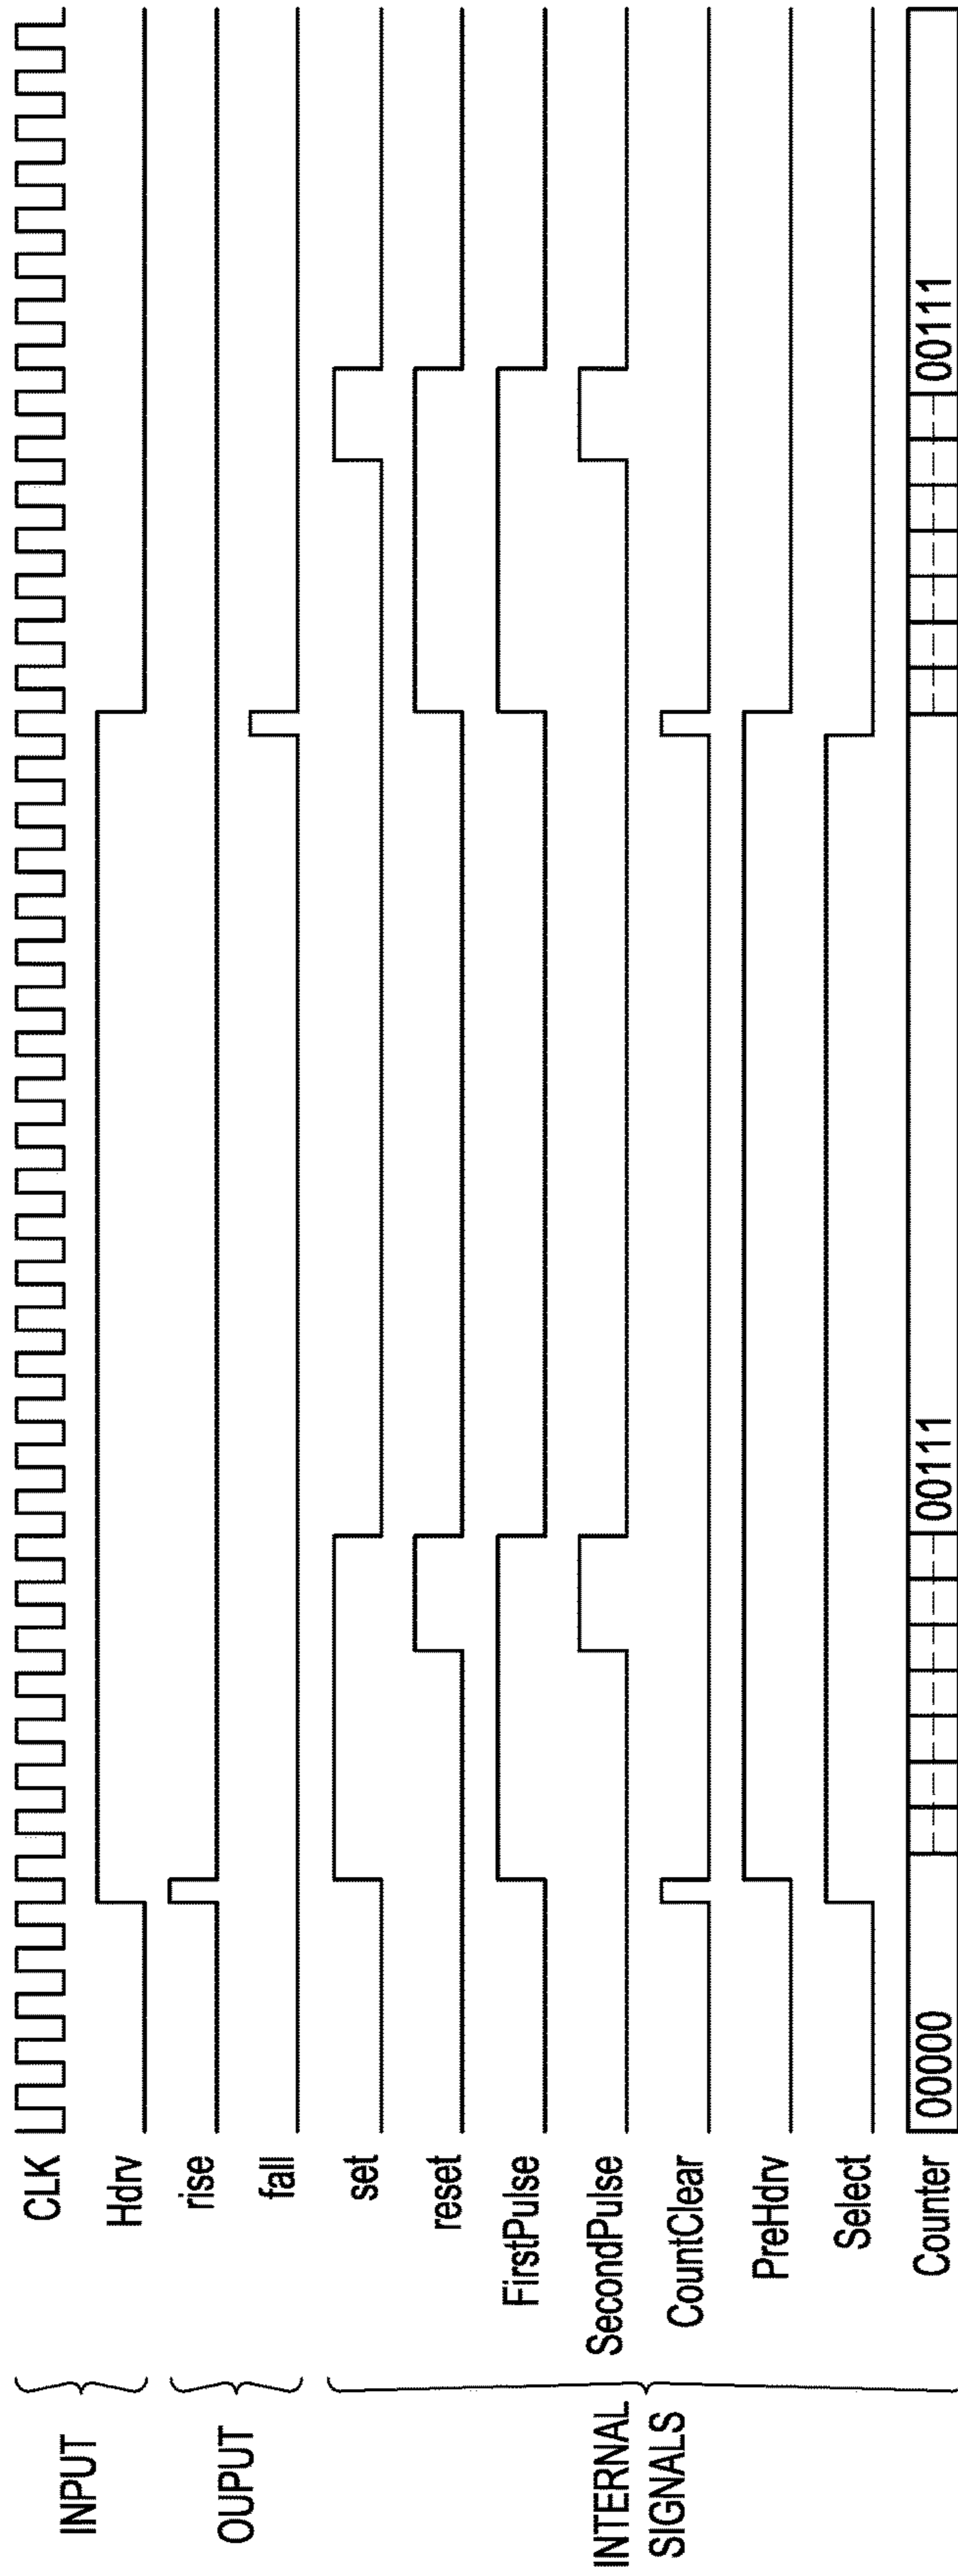 INPUT
CLK
Hdrv
OUPUT
rise
fall
INTERNAL
SIGNALS
set
reset
FirstPulse
SecondPulse
CountClear
PreHdrv
Select
Counter
00000
00111
00111